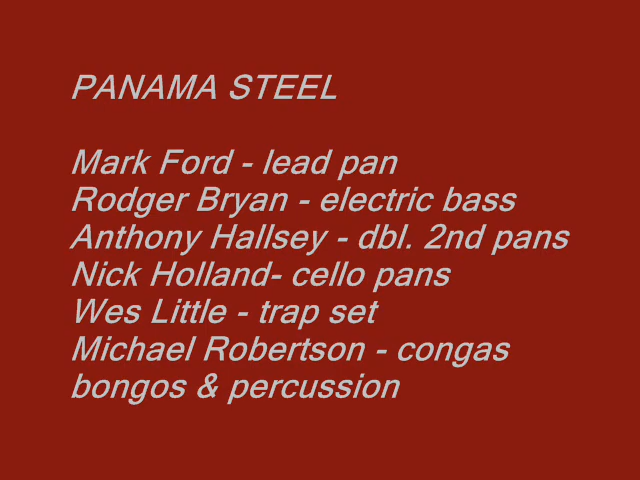 PANAMA STEEL
Mark Ford - lead pan
Rodger Bryan - electric bass
Anthony Hallsey - dbl. 2nd pans
Nick Holland- cello pans
Wes Little - trap set
Michael Robertson - congas
bongos & percussion